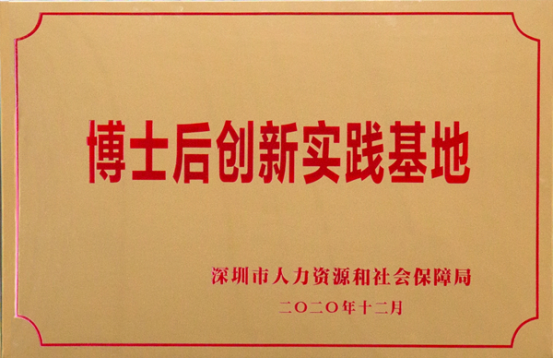 博士后创新实践基地
深圳市人力资源和社会保障局
二〇二〇年十二月